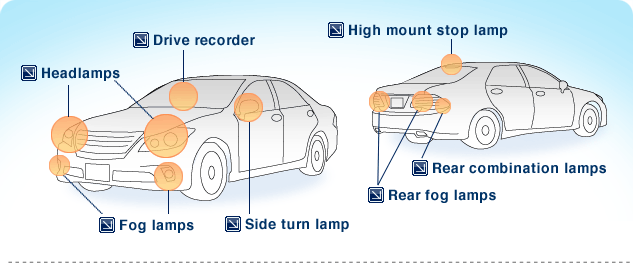 High mount stop lamp
Drive recorder
Headlamps
Rear combination lamps
Rear fog lamps
Fog lamps
Side turn lamp